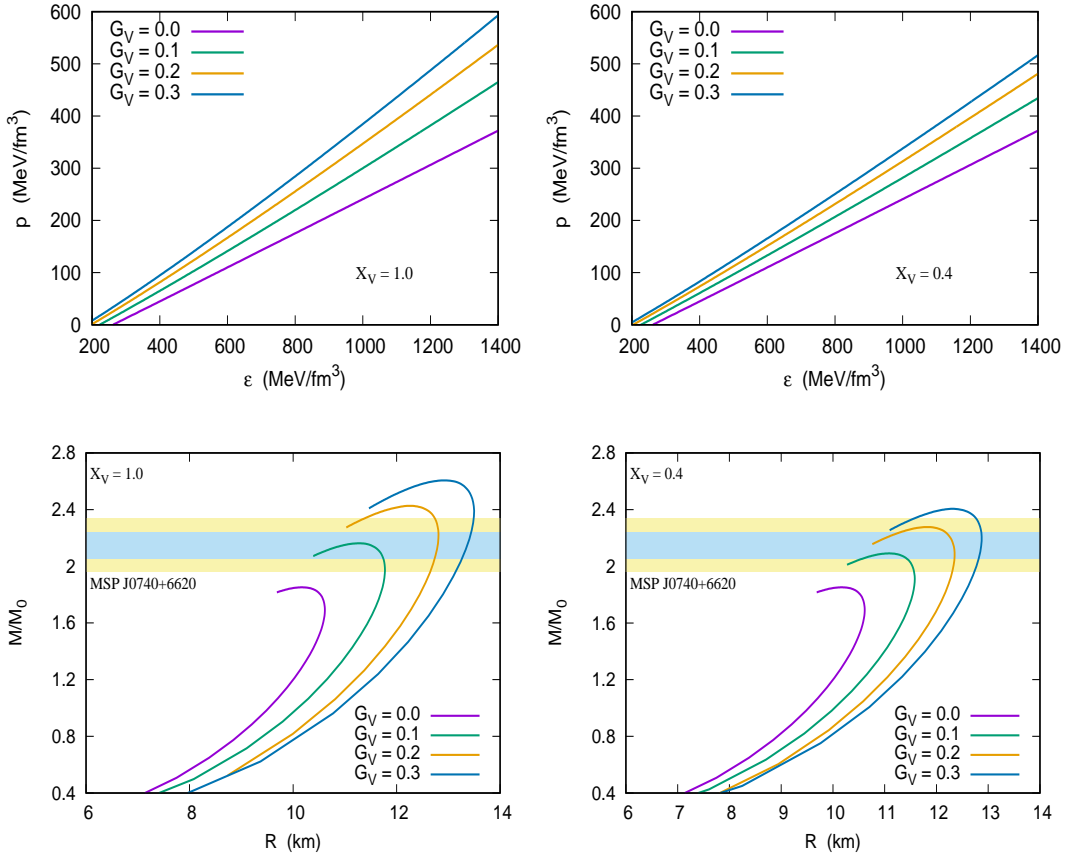 G_V = 0.0
G_V = 0.1
G_V = 0.2
G_V = 0.3
X_V = 1.0
p (MeV/fm^3)
0
100
200
300
400
500
600
200
400
600
800
1000
1200
1400
ε (MeV/fm^3)
G_V = 0.0
G_V = 0.1
G_V = 0.2
G_V = 0.3
X_V = 0.4
p (MeV/fm^3)
0
100
200
300
400
500
600
200
400
600
800
1000
1200
1400
ε (MeV/fm^3)
X_V = 1.0
MSP J0740+6620
G_V = 0.0
G_V = 0.1
G_V = 0.2
G_V = 0.3
M/M_0
0.4
0.8
1.2
1.6
2
2.4
2.8
6
8
10
12
14
R (km)
X_V = 0.4
MSP J0740+6620
G_V = 0.0
G_V = 0.1
G_V = 0.2
G_V = 0.3
M/M_0
0.4
0.8
1.2
1.6
2
2.4
2.8
6
7
8
9
10
11
12
13
14
R (km)